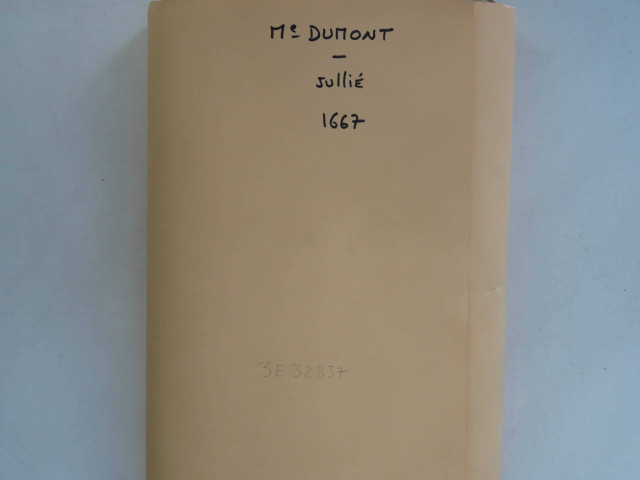 Me DUMONT
–
Jullié
1667
3E 32837